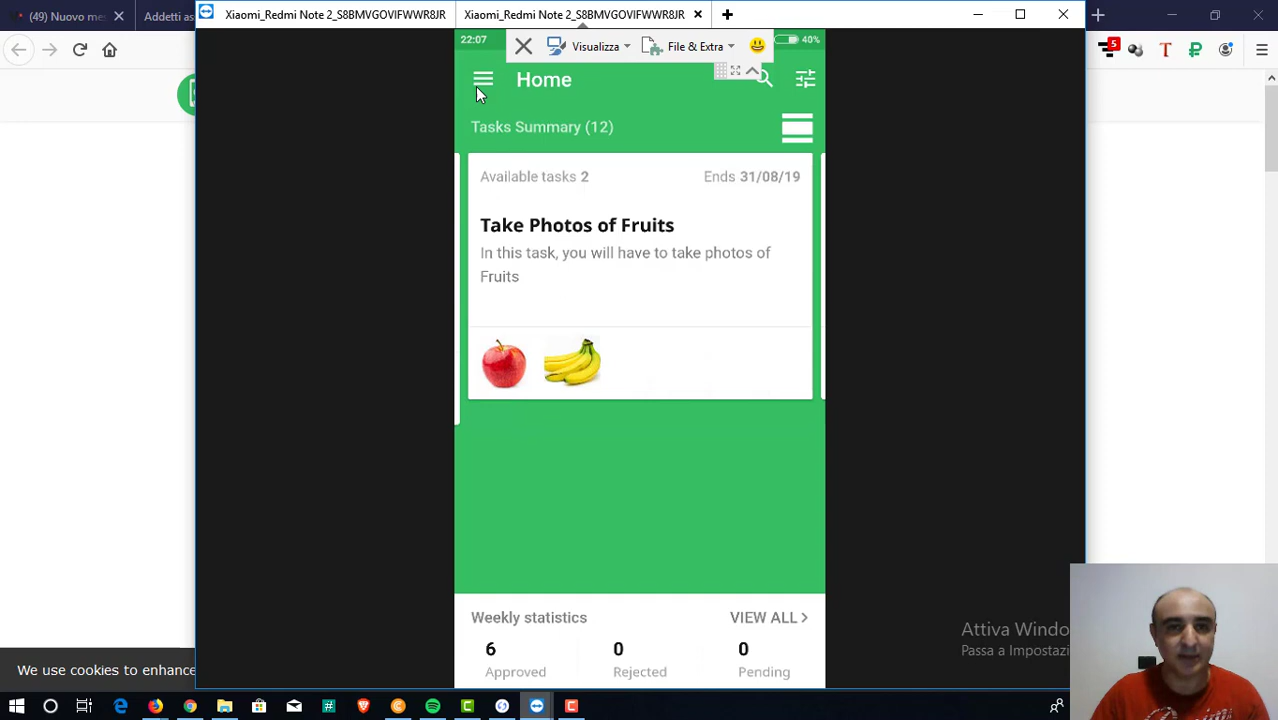 (49) Messen
Addetti as
Xiaomi_Redmi Note 2_S8BMVGOVIFWWR8JR
Xiaomi_Redmi Note 2_S8BMVGOVIFWWR8JR
22:07
Visualizza
File & Extra
40%
5
Home
Tasks Summary (12)
Available tasks 2
Ends 31/08/19
Take Photos of Fruits
In this task, you will have to take photos of
Fruits
Weekly statistics
VIEW ALL
6
0
0
Approved
Rejected
Pending
We use cookies to em
Attiva Windo
Passa a Impostazi